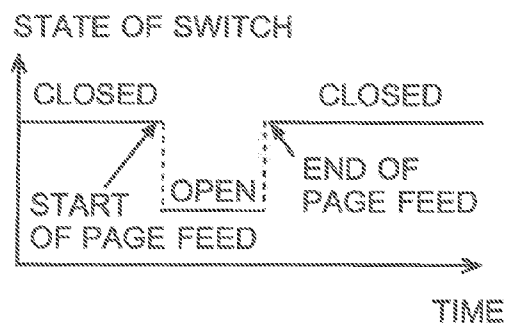 STATE OF SWITCH
CLOSED
CLOSED
START
OF PAGE FEED
OPEN
END OF
PAGE FEED
TIME